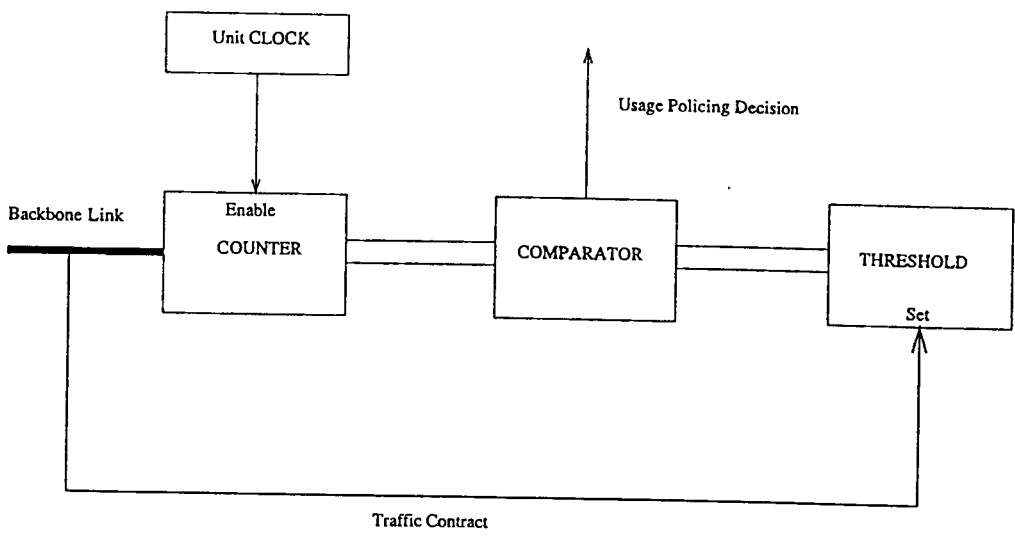 Unit CLOCK
Usage Policing Decision
Backbone Link
Enable
COUNTER
COMPARATOR
THRESHOLD
Set
Traffic Contract